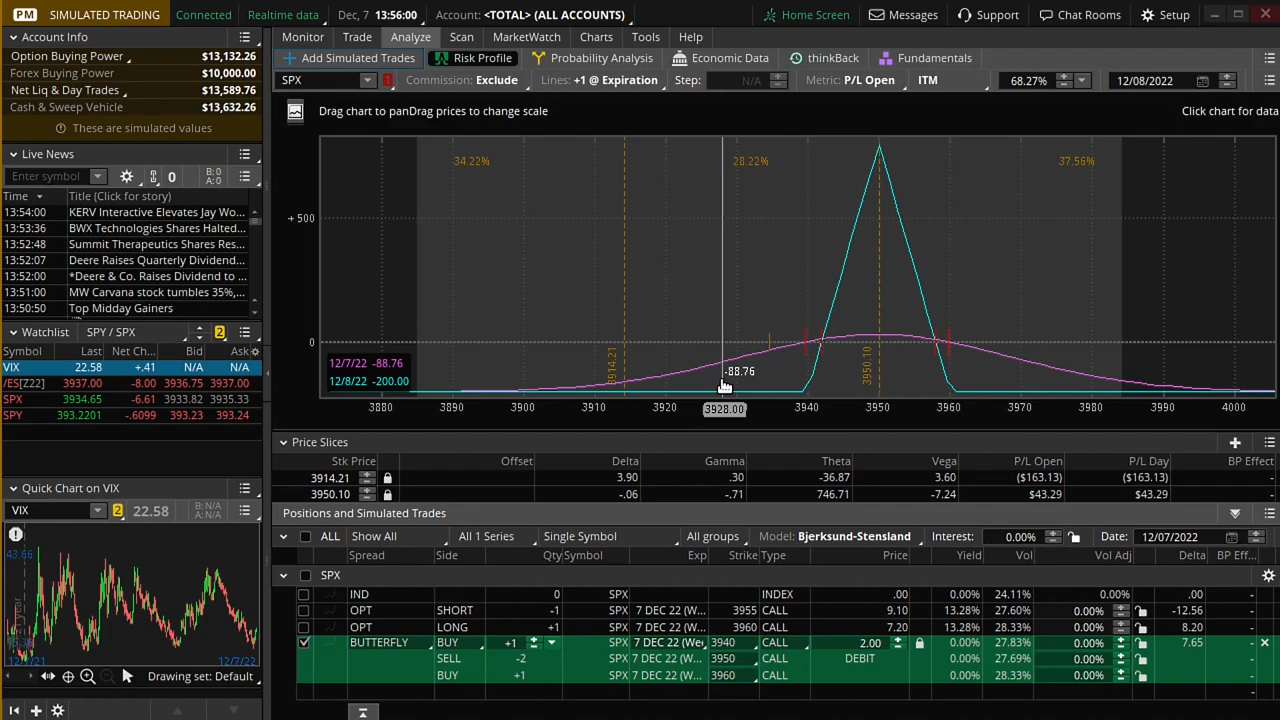 PM SIMULATED TRADING Connected Realtime data Dec, 7 13:56:00 Account: <TOTAL> (ALL ACCOUNTS) Home Screen Messages Support Chat Rooms Setup
Account Info
Option Buying Power $13,132.26
Forex Buying Power $10,000.00
Net Liq & Day Trades $13,589.76
Cash & Sweep Vehicle $13,632.26
These are simulated values
Live News
Enter symbol 0 B: 0 A: 0
Time Title (Click for story)
13:54:00 KERV Interactive Elevates Jay Wo...
13:53:36 BWX Technologies Shares Halted...
13:52:48 Summit Therapeutics Shares Res...
13:52:07 Deere Raises Quarterly Dividend...
13:52:00 *Deere & Co. Raises Dividend to ...
13:51:00 MW Carvana stock tumbles 35%,...
13:50:50 Top Midday Gainers
Watchlist SPY / SPX 2
Symbol Last Net Ch... Bid Ask
VIX 22.58 +.41 N/A N/A
/ES[Z22] 3937.00 -8.00 3936.75 3937.00
SPX 3934.65 -6.61 3933.82 3935.33
SPY 393.2201 -.6099 393.23 393.24
Quick Chart on VIX
VIX 2 22.58 B: N/A A: N/A
43.66
12/7/21 12/7/22
Drawing set: Default
Monitor Trade Analyze Scan MarketWatch Charts Tools Help
Add Simulated Trades Risk Profile Probability Analysis Economic Data thinkBack Fundamentals
SPX 1 Commission: Exclude Lines: +1 @ Expiration Step: N/A Metric: P/L Open ITM 68.27% 12/08/2022
Drag chart to panDrag prices to change scale Click chart for data
34.22% 28.22% 37.56%
+500
0
3914.21 3950.10
12/7/22 -88.76
12/8/22 -200.00
-88.76
3880 3890 3900 3910 3920 3928.00 3940 3950 3960 3970 3980 3990 4000
Price Slices
Stk Price Offset Delta Gamma Theta Vega P/L Open P/L Day BP Effect
3914.21 3.90 .30 -36.87 3.60 ($163.13) ($163.13) -
3950.10 -.06 -.71 746.71 -7.24 $43.29 $43.29 -
Positions and Simulated Trades
ALL Show All All 1 Series Single Symbol All groups Model: Bjerksund-Stensland Interest: 0.00% Date: 12/07/2022
Spread Side Qty Symbol Exp Strike Type Price Yield Vol Vol Adj Delta BP Eff...
SPX
IND 0 SPX INDEX .00 0.00% 24.11% 0.00% .00 -
OPT SHORT -1 SPX 7 DEC 22 (W... 3955 CALL 9.10 13.28% 27.60% 0.00% -12.56 -
OPT LONG +1 SPX 7 DEC 22 (W... 3960 CALL 7.20 13.28% 28.33% 0.00% 8.20 -
BUTTERFLY BUY +1 SPX 7 DEC 22 (We 3940 CALL 2.00 0.00% 27.83% 0.00% 7.65 -
SELL -2 SPX 7 DEC 22 (W... 3950 CALL DEBIT 0.00% 27.69% 0.00% -
BUY +1 SPX 7 DEC 22 (W... 3960 CALL 0.00% 28.33% 0.00% -